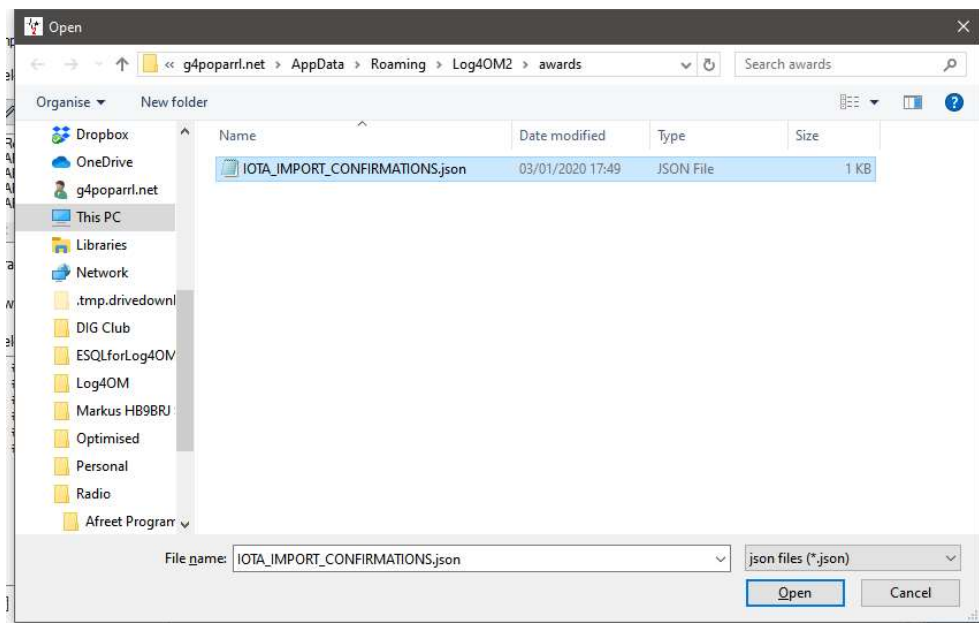 Open
« g4poparrl.net > AppData > Roaming > Log4OM2 > awards
Search awards
Organise
New folder
Name
Date modified
Type
Size
IOTA_IMPORT_CONFIRMATIONS.json
03/01/2020 17:49
JSON File
1 KB
Dropbox
OneDrive
g4poparrl.net
This PC
Libraries
Network
.tmp.drivedownl
DIG Club
ESQLforLog4OM
Log4OM
Markus HB9BRJ
Optimised
Personal
Radio
Afreet Program
File name:
IOTA_IMPORT_CONFIRMATIONS.json
json files (*.json)
Open
Cancel